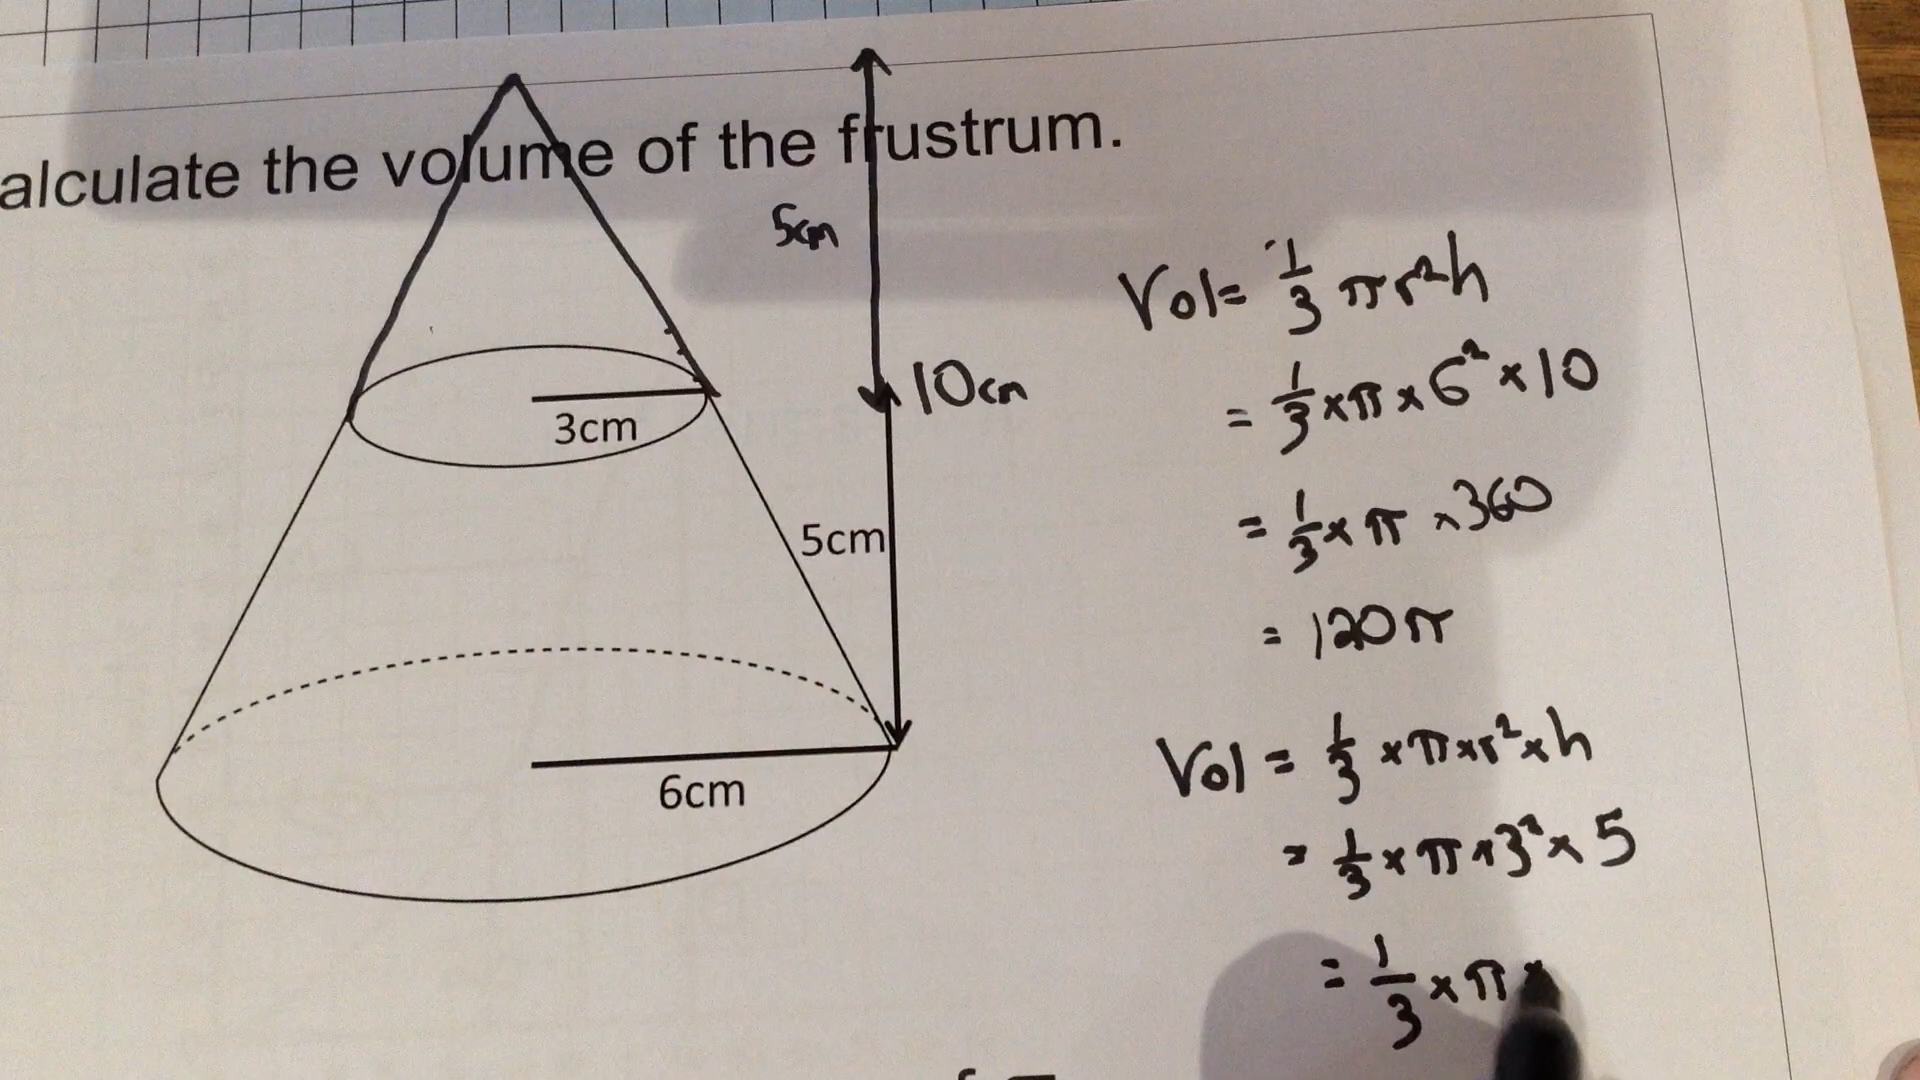 alculate the volume of the frustrum.
5cm
10cm
3cm
5cm
6cm
Vol= 1/3 πr²h
= 1/3 ×π×6²×10
= 1/3 ×π ×360
= 120π
Vol = 1/3 ×π×r²×h
= 1/3 ×π×3²×5
= 1/3 ×π×